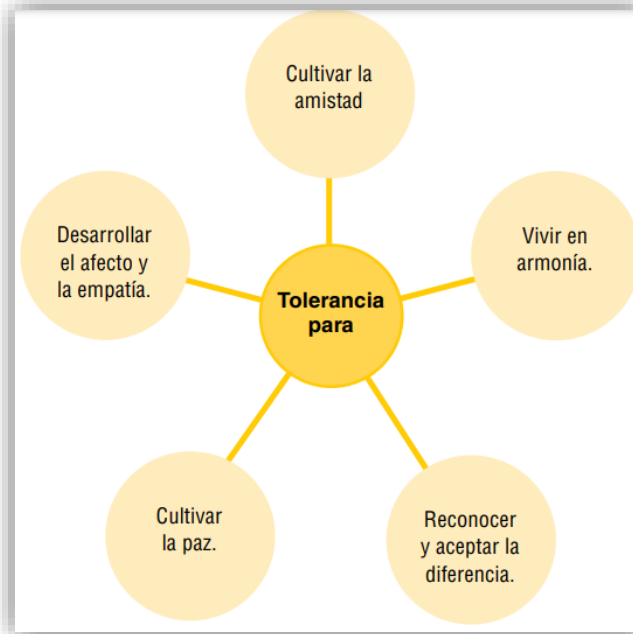 Cultivar la
amistad
Desarrollar
el afecto y
la empatía.
Vivir en
armonía.
Tolerancia
para
Cultivar
la paz.
Reconocer
y aceptar la
diferencia.